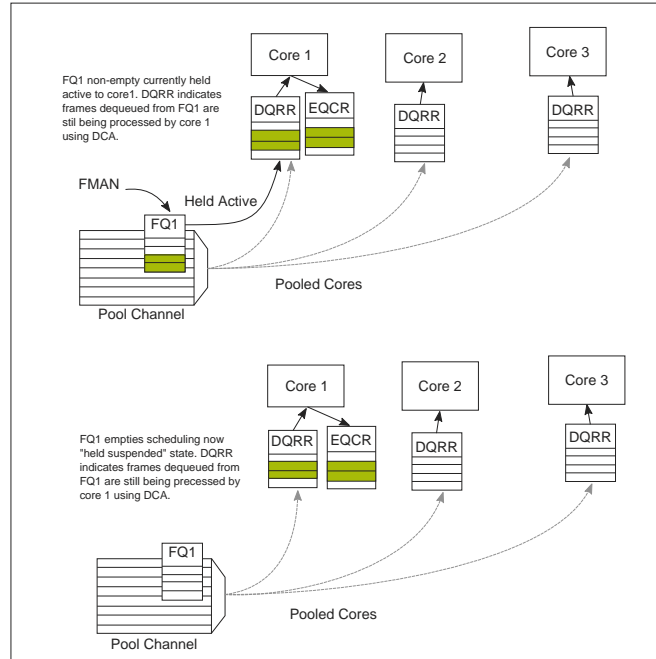 Core 1
Core 2
Core 3
FQ1 non-empty currently held
active to core1. DQRR indicates
frames dequeued from FQ1 are
stil being processed by core 1
using DCA.
DQRR
EQCR
DQRR
DQRR
FMAN
Held Active
FQ1
Pooled Cores
Pool Channel
Core 1
Core 2
Core 3
FQ1 empties scheduling now
"held suspended" state. DQRR
indicates frames dequeued from
FQ1 are still being precessed by
core 1 using DCA.
DQRR
EQCR
DQRR
DQRR
FQ1
Pooled Cores
Pool Channel